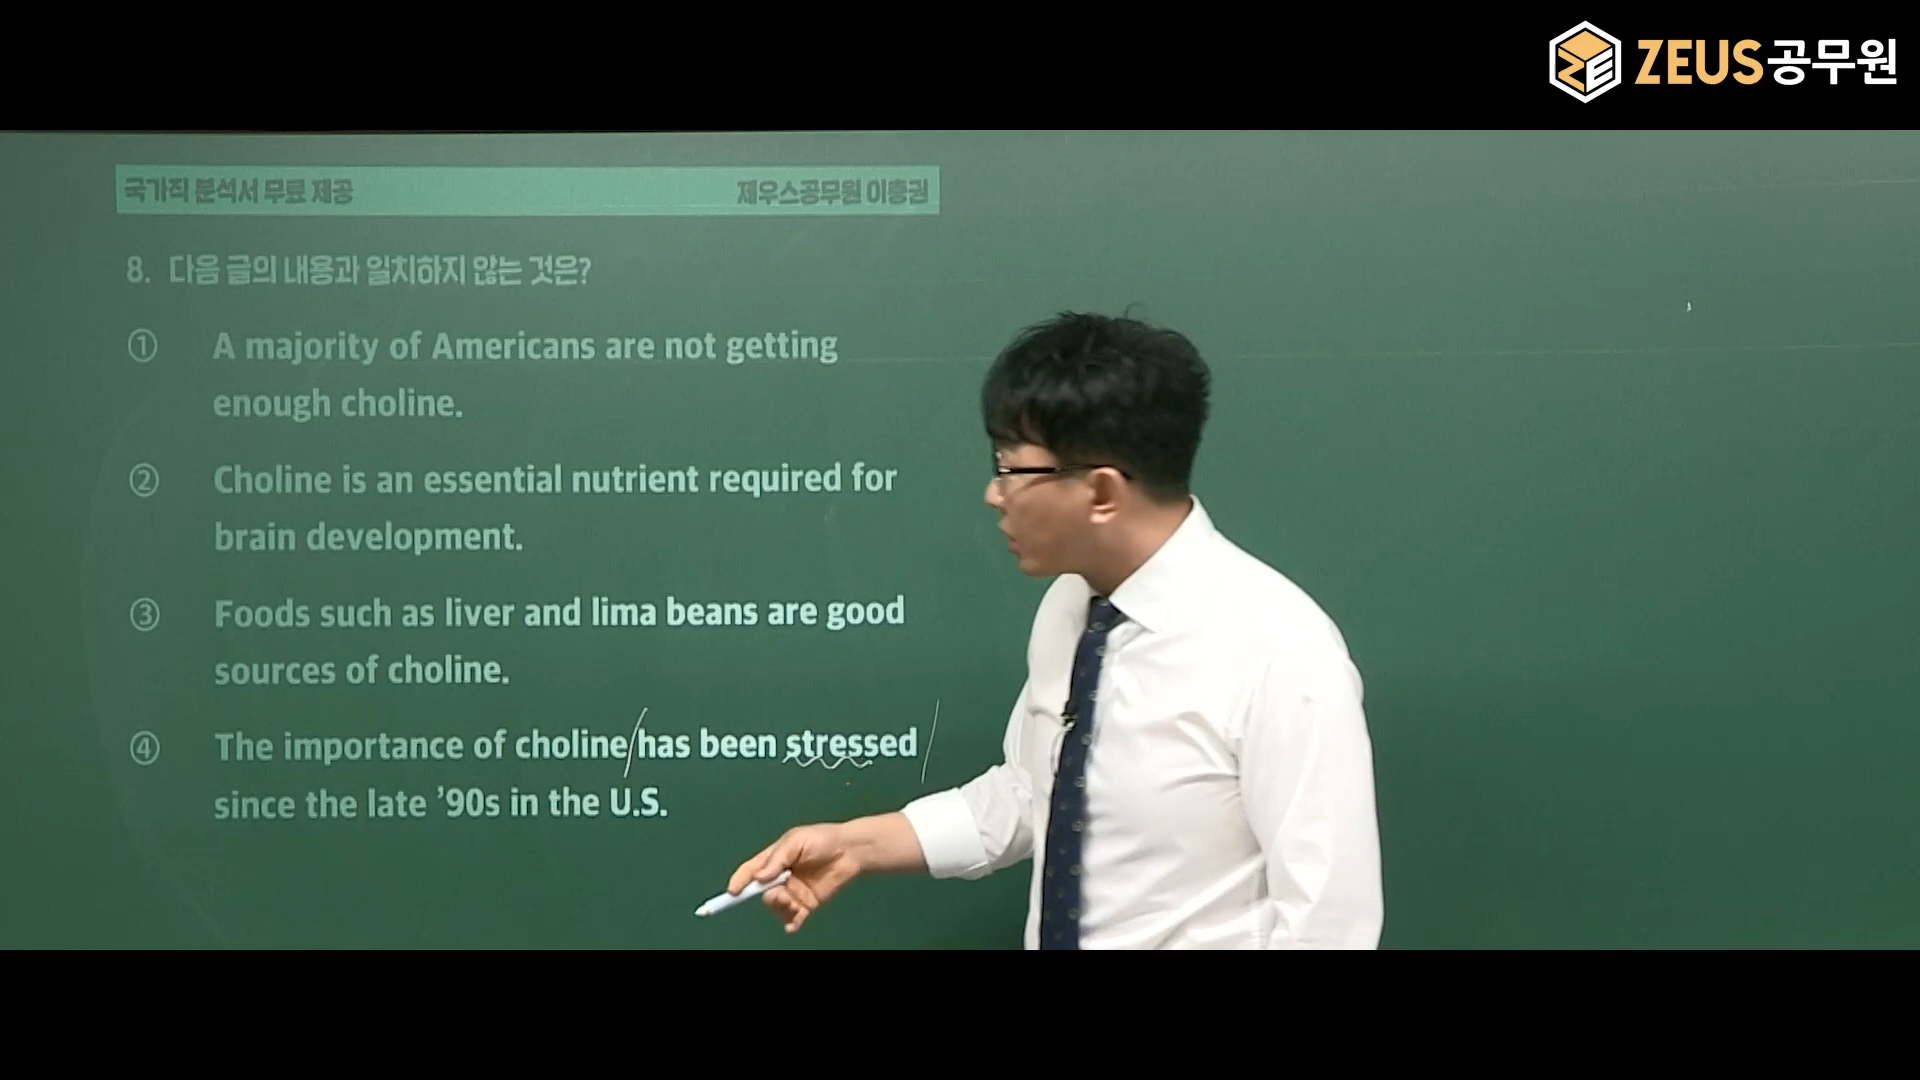 ZEUS공무원
국가직 분석서 무료 제공 제우스공무원 이충권
8. 다음 글의 내용과 일치하지 않는 것은?
① A majority of Americans are not getting
enough choline.
② Choline is an essential nutrient required for
brain development.
③ Foods such as liver and lima beans are good
sources of choline.
④ The importance of choline has been stressed
since the late ’90s in the U.S.